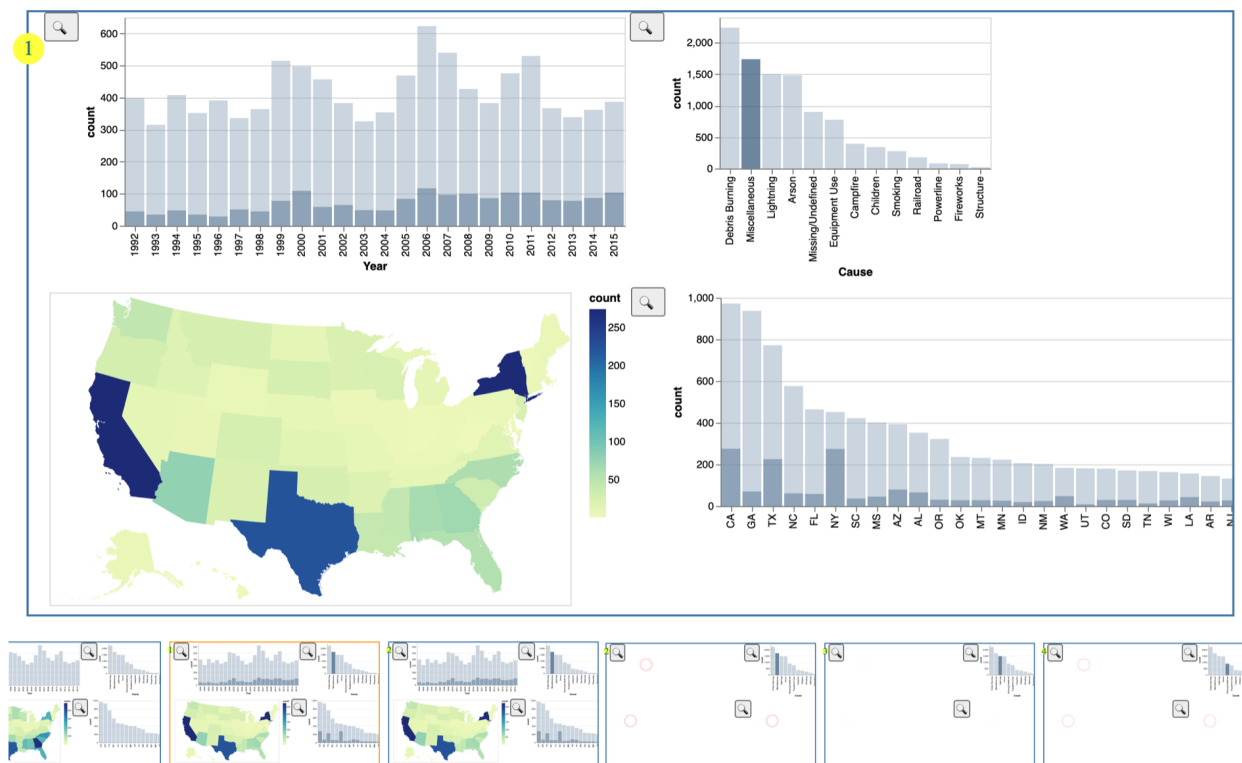 1
600
500
400
300
200
100
0
count
1992 1993 1994 1995 1996 1997 1998 1999 2000 2001 2002 2003 2004 2005 2006 2007 2008 2009 2010 2011 2012 2013 2014 2015
Year
2,000
1,500
1,000
500
0
count
Debris Burning
Miscellaneous
Lightning
Arson
Missing/Undefined
Equipment Use
Campfire
Children
Smoking
Railroad
Powerline
Fireworks
Structure
Cause
count
250
200
150
100
50
1,000
800
600
400
200
0
count
CA GA TX NC FL NY SC MS AZ AL OR OK MT MN ID NM WA UT CO SD TN WI LA AR NJ